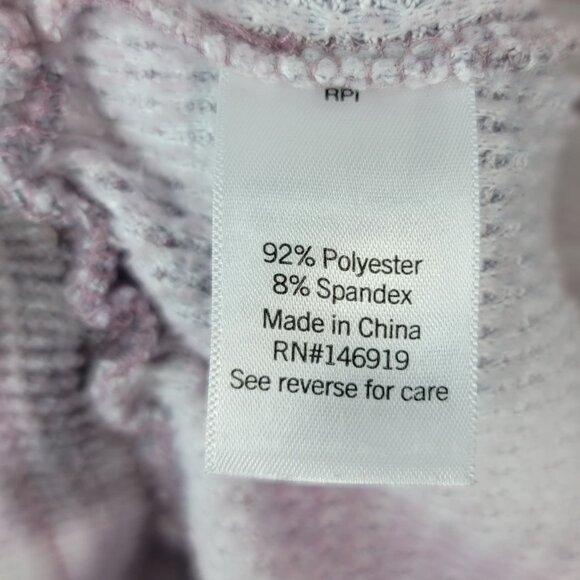 RPI
92% Polyester
8% Spandex
Made in China
RN#146919
See reverse for care